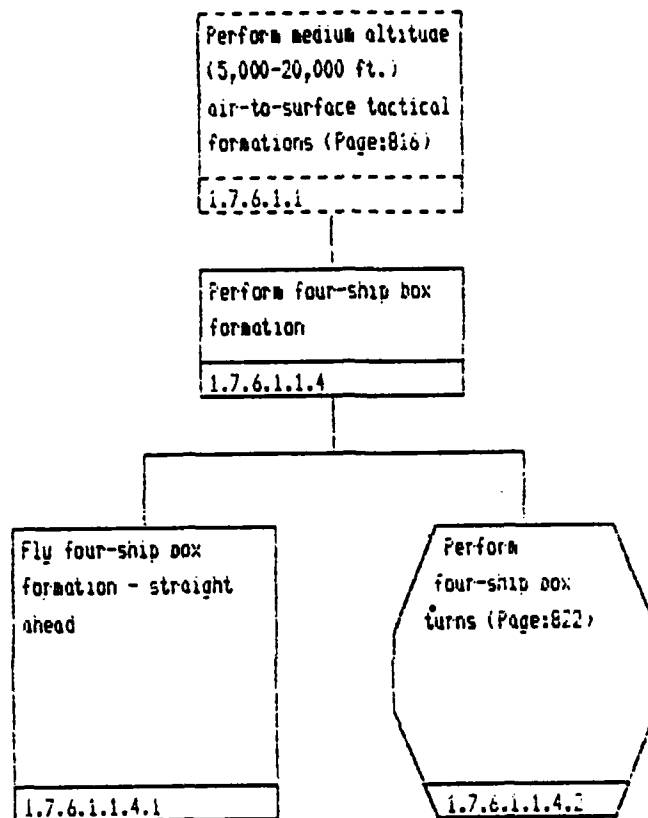 Perform medium altitude
(5,000-20,000 ft.)
air-to-surface tactical
formations (Page:816)
1.7.6.1.1
Perform four-ship box
formation
1.7.6.1.1.4
Fly four-ship box
formation - straight
ahead
1.7.6.1.1.4.1
Perform
four-ship box
turns (Page:822)
1.7.6.1.1.4.2